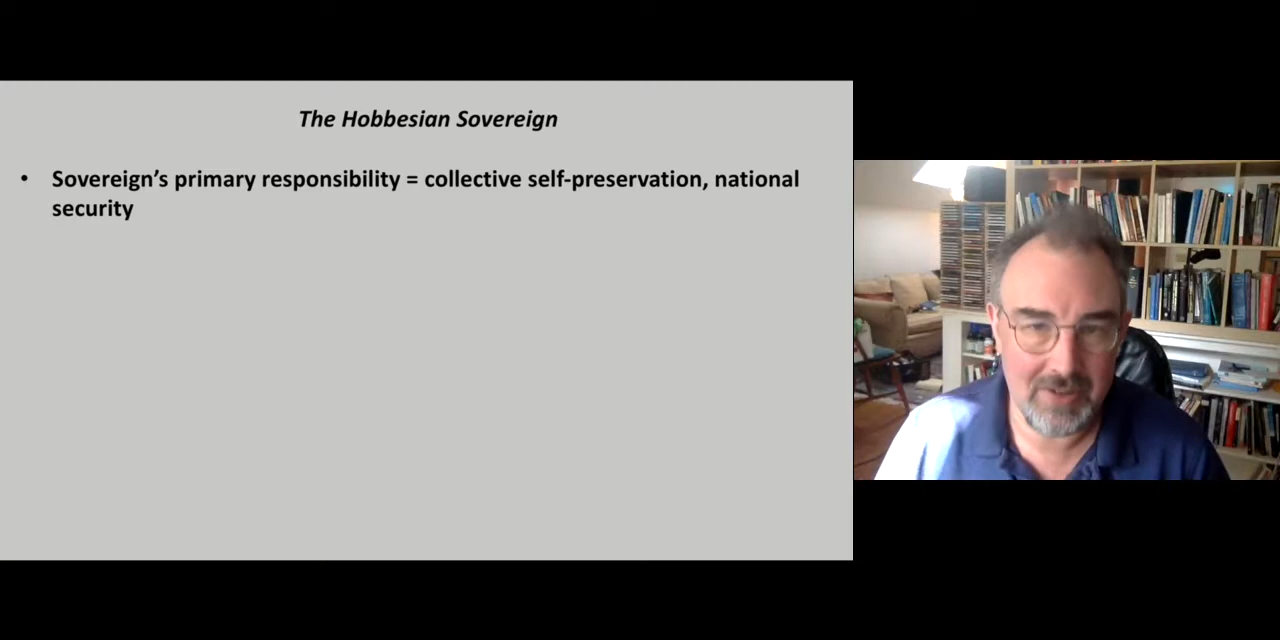 The Hobbesian Sovereign
• Sovereign’s primary responsibility = collective self-preservation, national
security